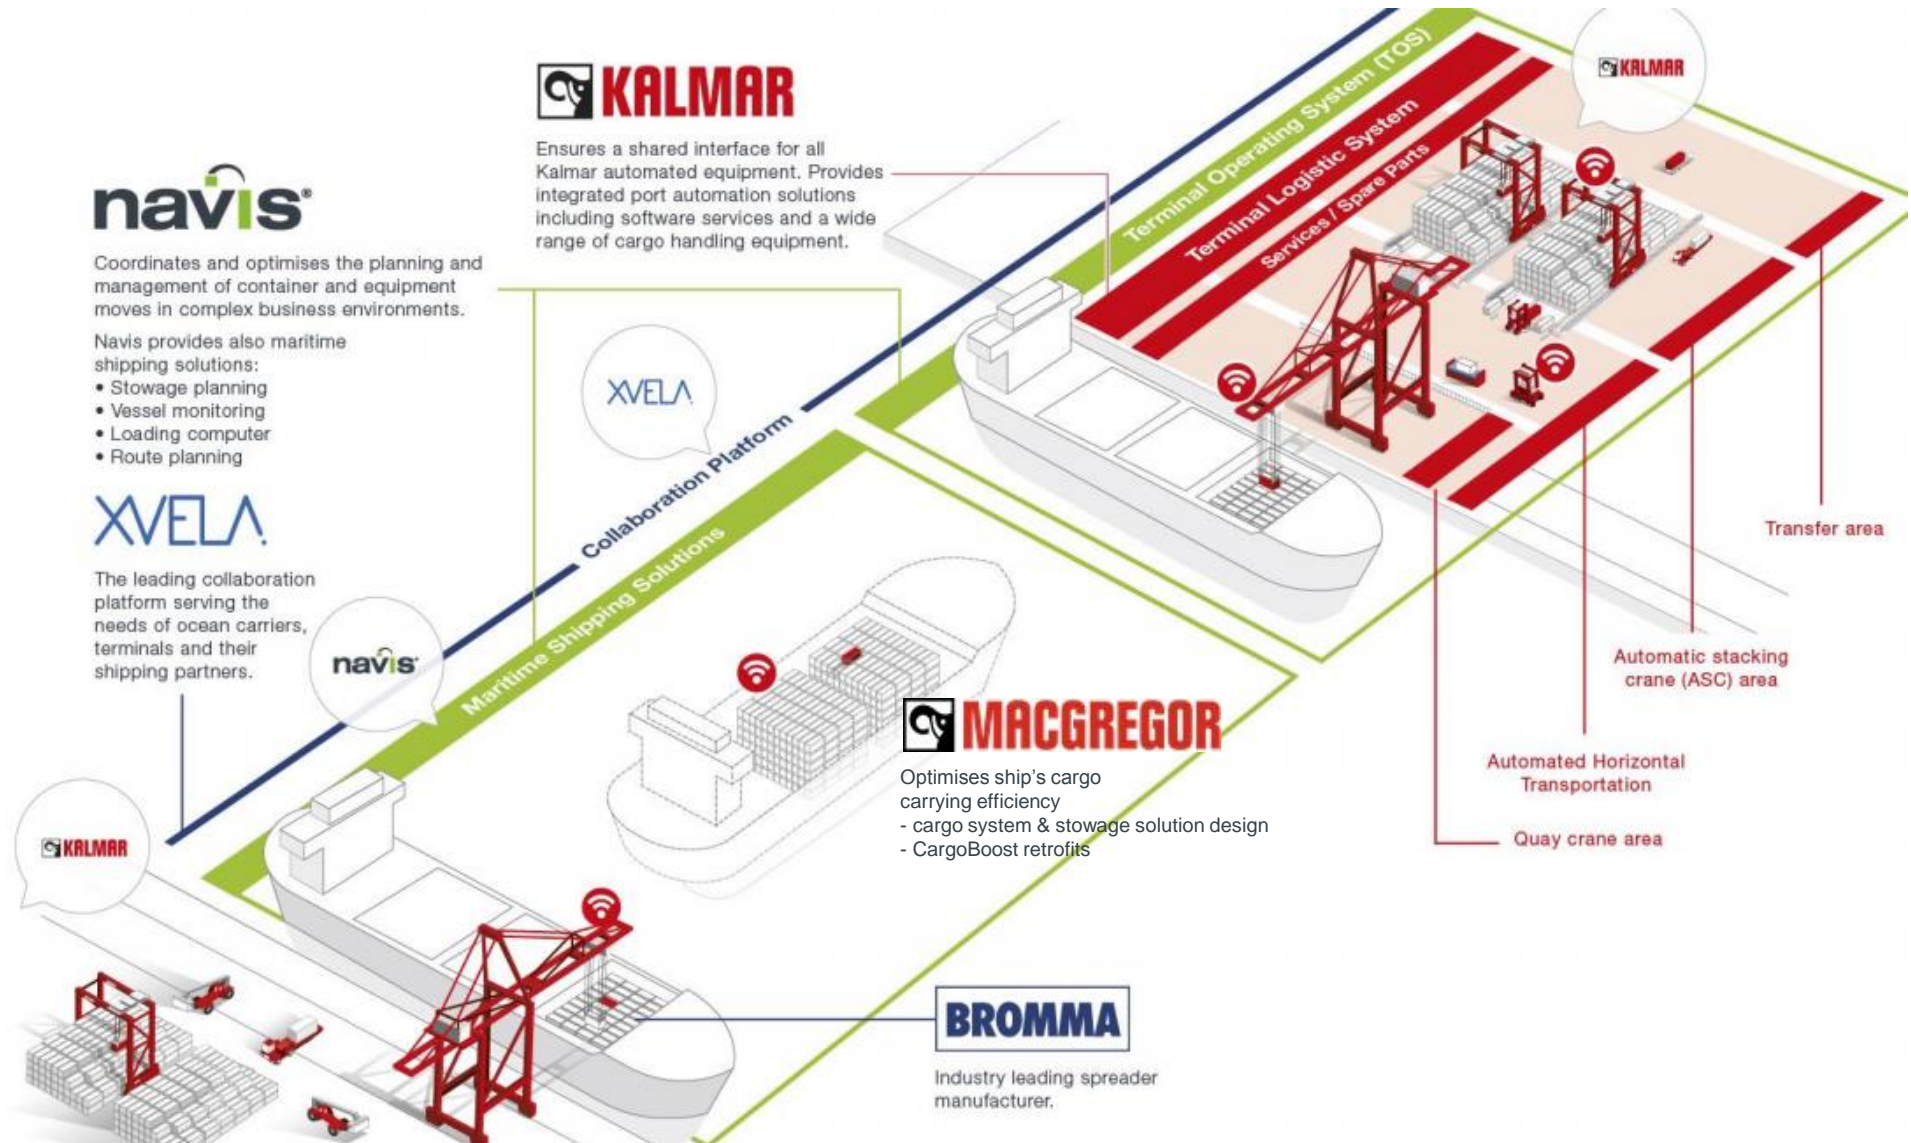 KALMAR
Ensures a shared interface for all
Kalmar automated equipment. Provides
integrated port automation solutions
including software services and a wide
range of cargo handling equipment.
navis®
Coordinates and optimises the planning and
management of container and equipment
moves in complex business environments.
Navis provides also maritime
shipping solutions:
• Stowage planning
• Vessel monitoring
• Loading computer
• Route planning
XVELA
The leading collaboration
platform serving the
needs of ocean carriers,
terminals and their
shipping partners.
XVELA
navis
KALMAR
KALMAR
Terminal Operating System (TOS)
Terminal Logistic System
Services / Spare Parts
Collaboration Platform
Maritime Shipping Solutions
MACGREGOR
Optimises ship's cargo
carrying efficiency
- cargo system & stowage solution design
- CargoBoost retrofits
Transfer area
Automatic stacking
crane (ASC) area
Automated Horizontal
Transportation
Quay crane area
BROMMA
Industry leading spreader
manufacturer.